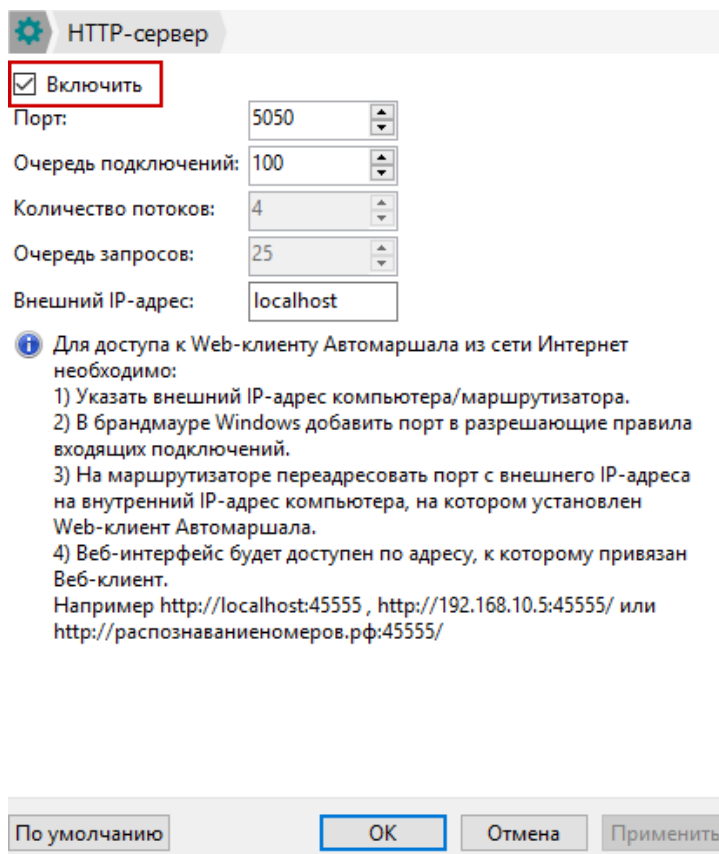 HTTP-сервер
Включить
Порт: 5050
Очередь подключений: 100
Количество потоков: 4
Очередь запросов: 25
Внешний IP-адрес: localhost
Для доступа к Web-клиенту Автомаршала из сети Интернет
необходимо:
1) Указать внешний IP-адрес компьютера/маршрутизатора.
2) В брандмауре Windows добавить порт в разрешающие правила
входящих подключений.
3) На маршрутизаторе переадресовать порт с внешнего IP-адреса
на внутренний IP-адрес компьютера, на котором установлен
Web-клиент Автомаршала.
4) Веб-интерфейс будет доступен по адресу, к которому привязан
Веб-клиент.
Например http://localhost:45555 , http://192.168.10.5:45555/ или
http://распознаваниеномеров.рф:45555/
По умолчанию ОК Отмена Применить